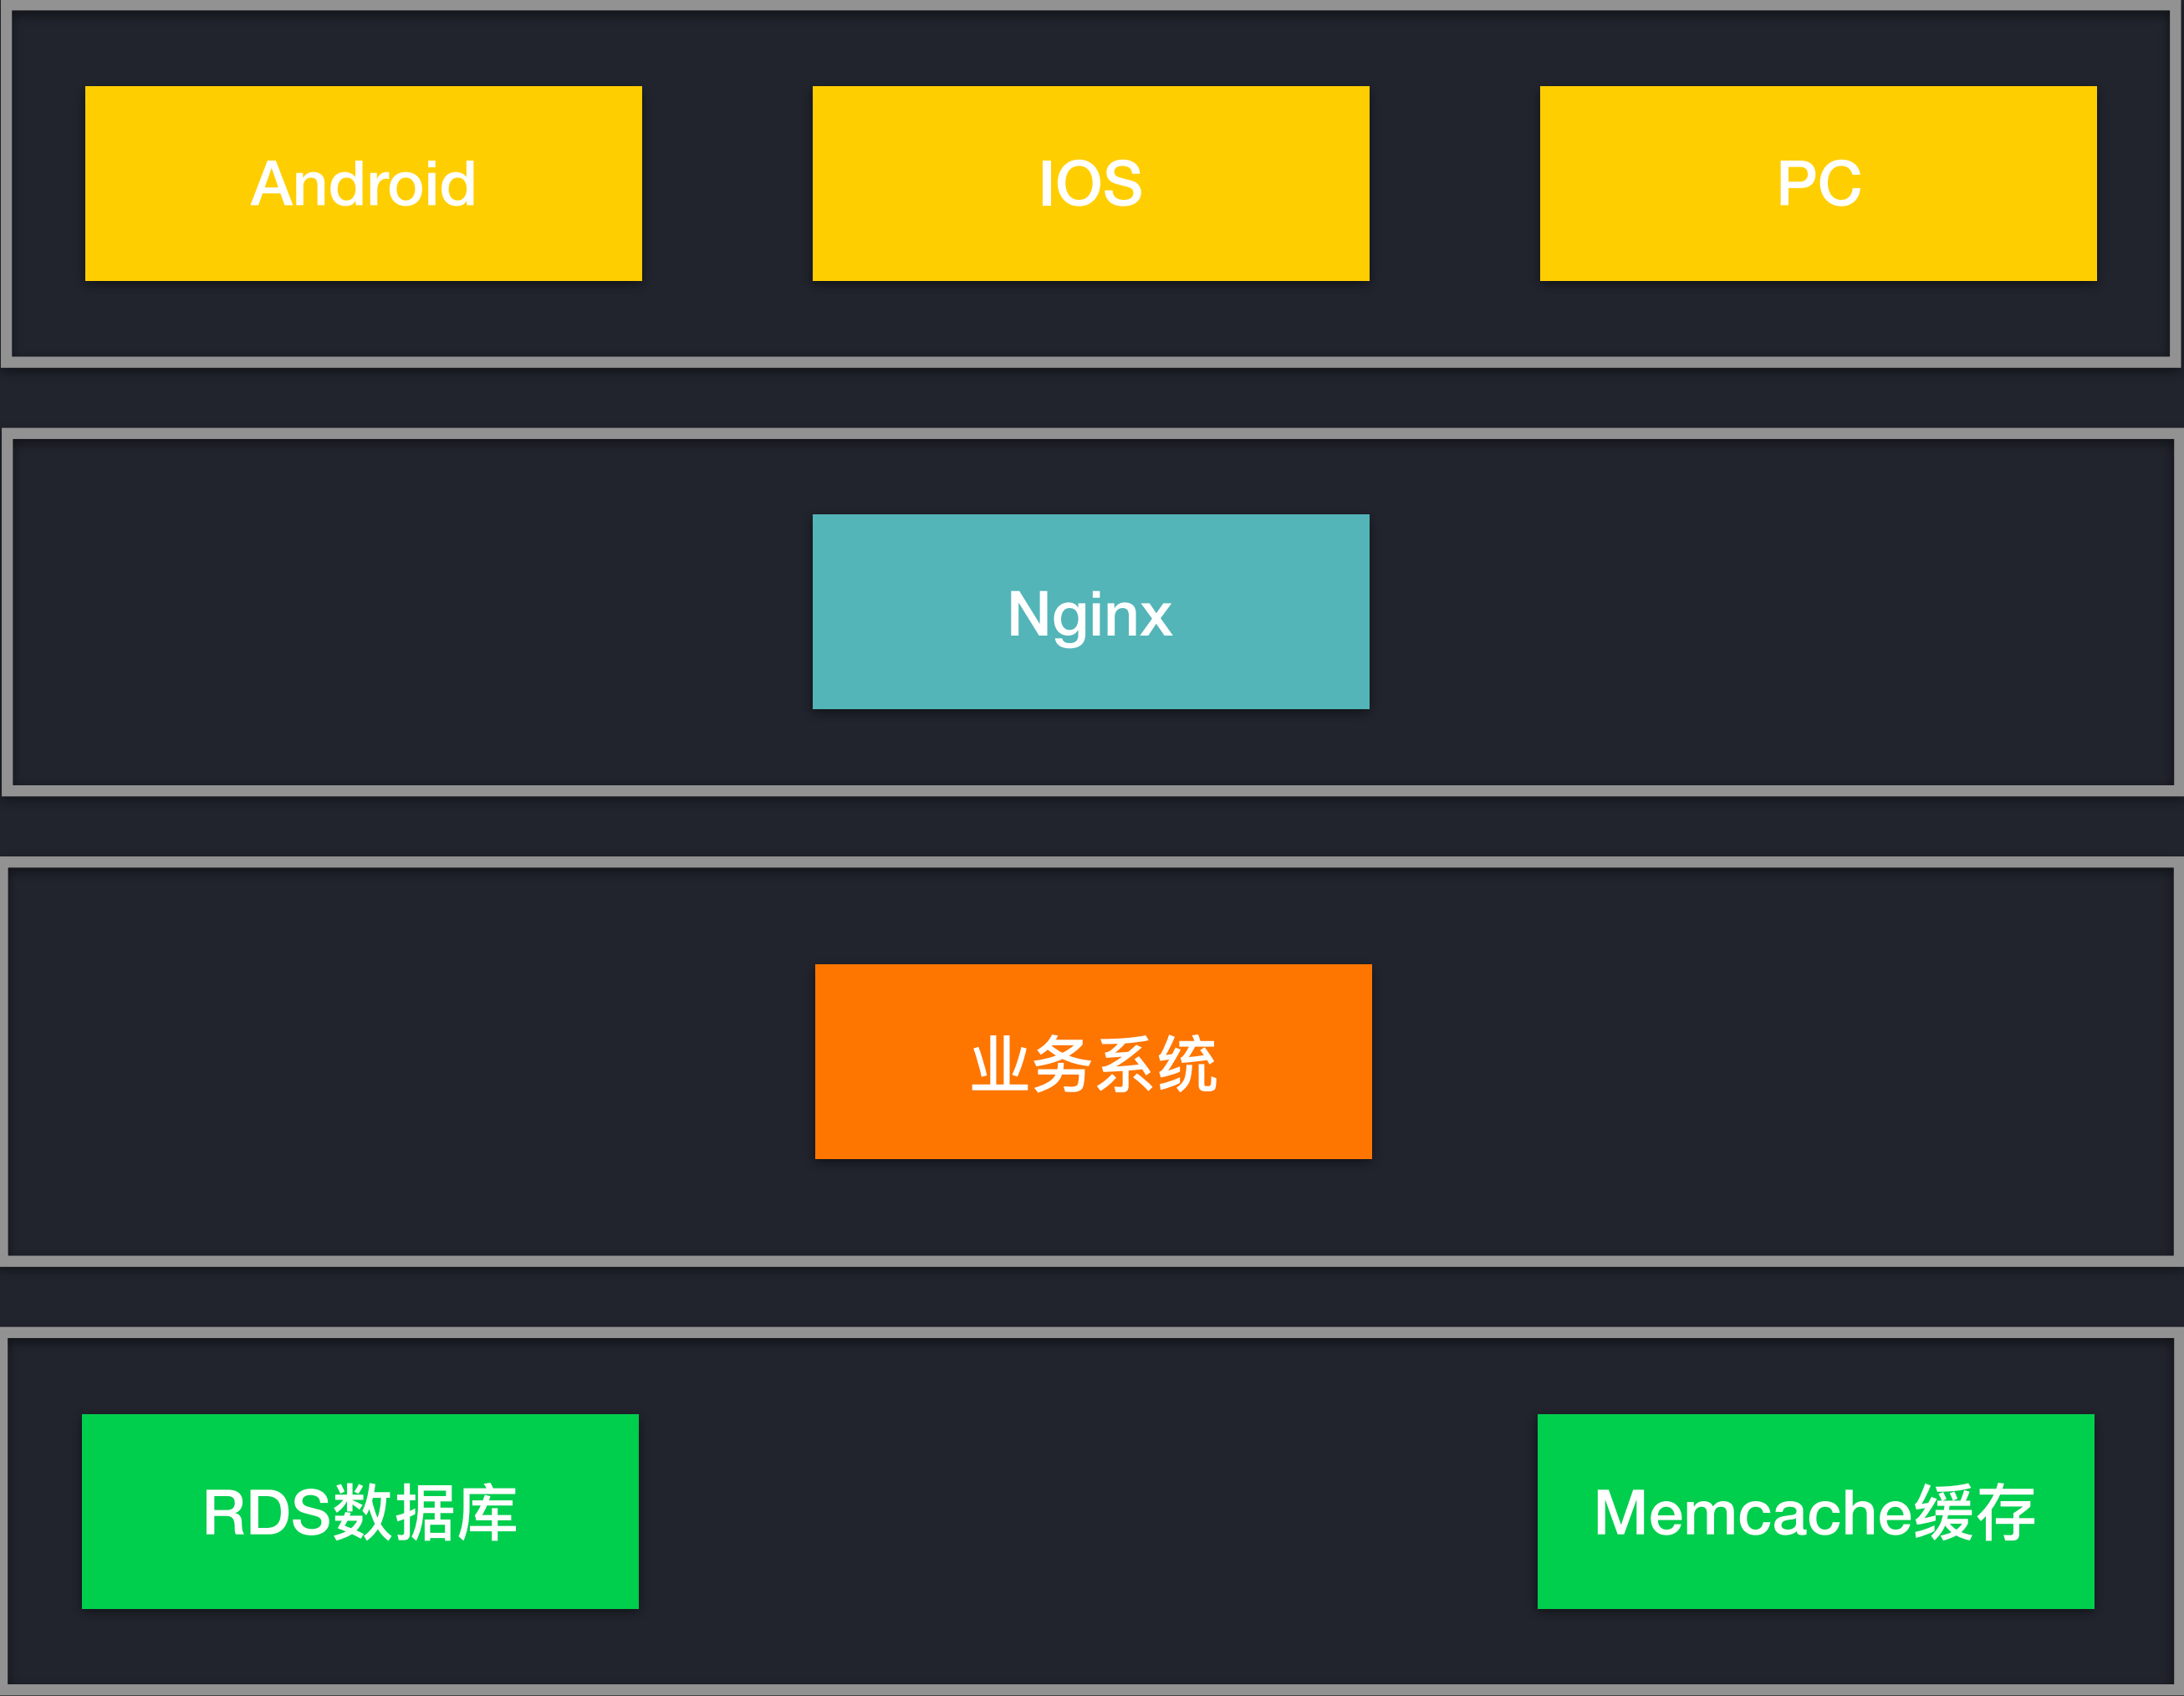 Android
IOS
PC
Nginx
业务系统
RDS数据库
Memcache缓存